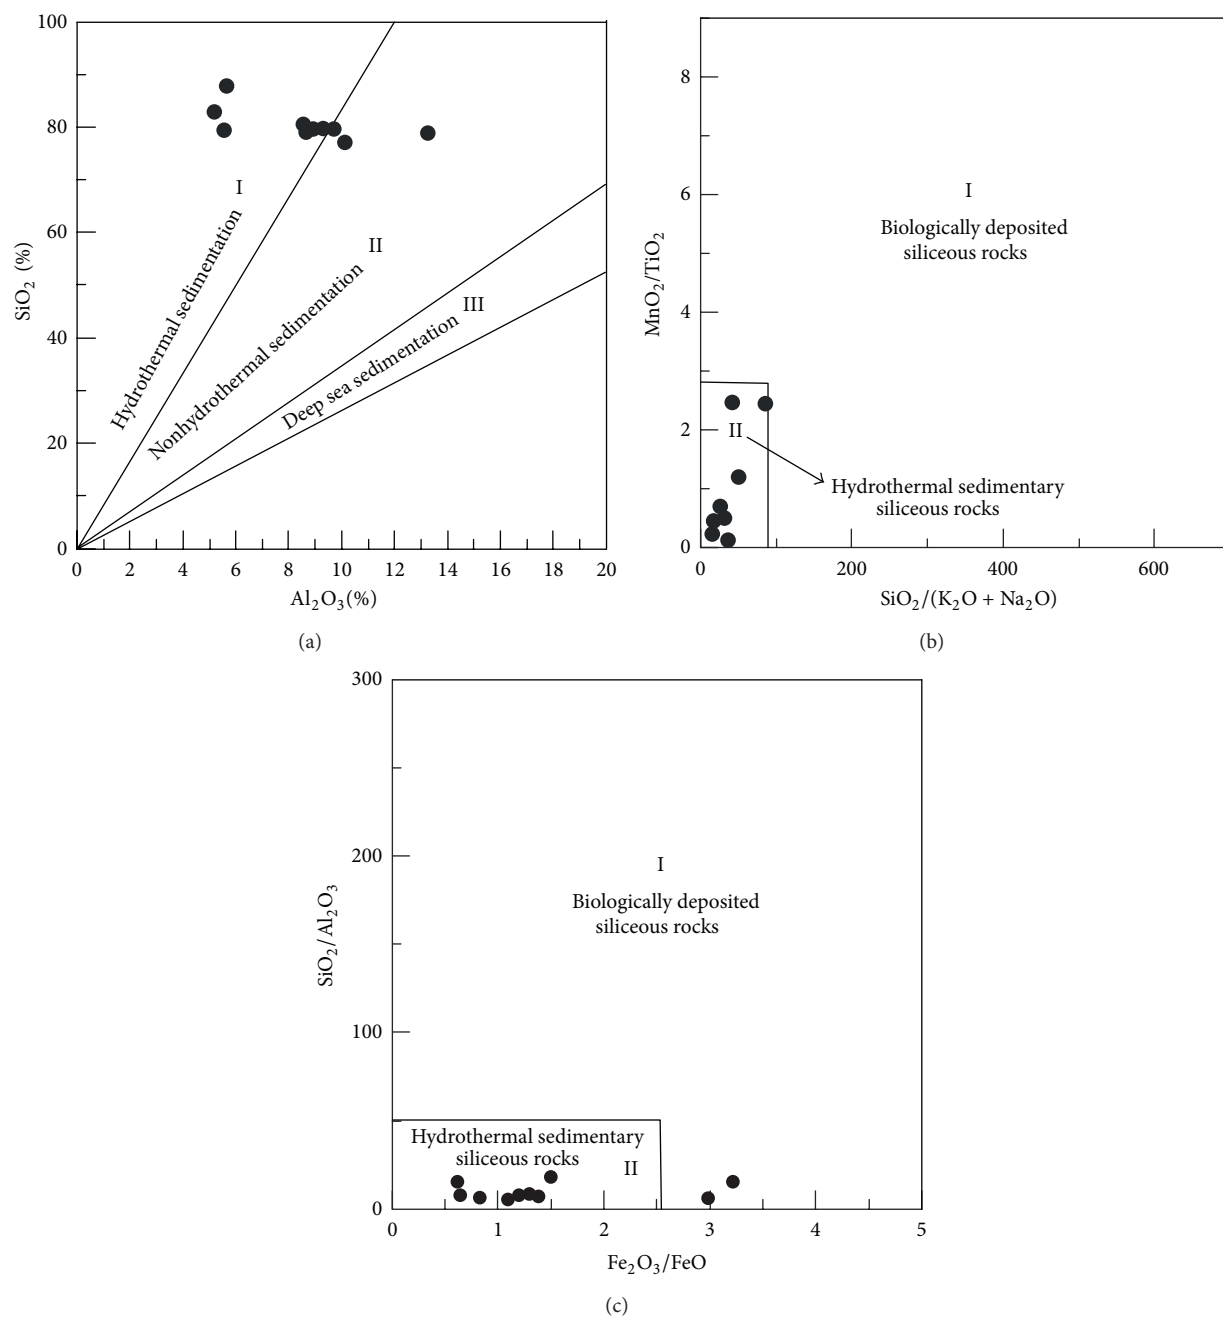 100
80
60
40
20
0
SiO2 (%)
I
Hydrothermal sedimentation
II
Nonhydrothermal sedimentation
III
Deep sea sedimentation
0 2 4 6 8 10 12 14 16 18 20
Al2O3(%)
(a)
8
6
4
2
0
MnO2/TiO2
I
Biologically deposited
siliceous rocks
II
Hydrothermal sedimentary
siliceous rocks
0 200 400 600
SiO2/(K2O + Na2O)
(b)
300
200
100
0
SiO2/Al2O3
I
Biologically deposited
siliceous rocks
Hydrothermal sedimentary
siliceous rocks
II
0 1 2 3 4 5
Fe2O3/FeO
(c)